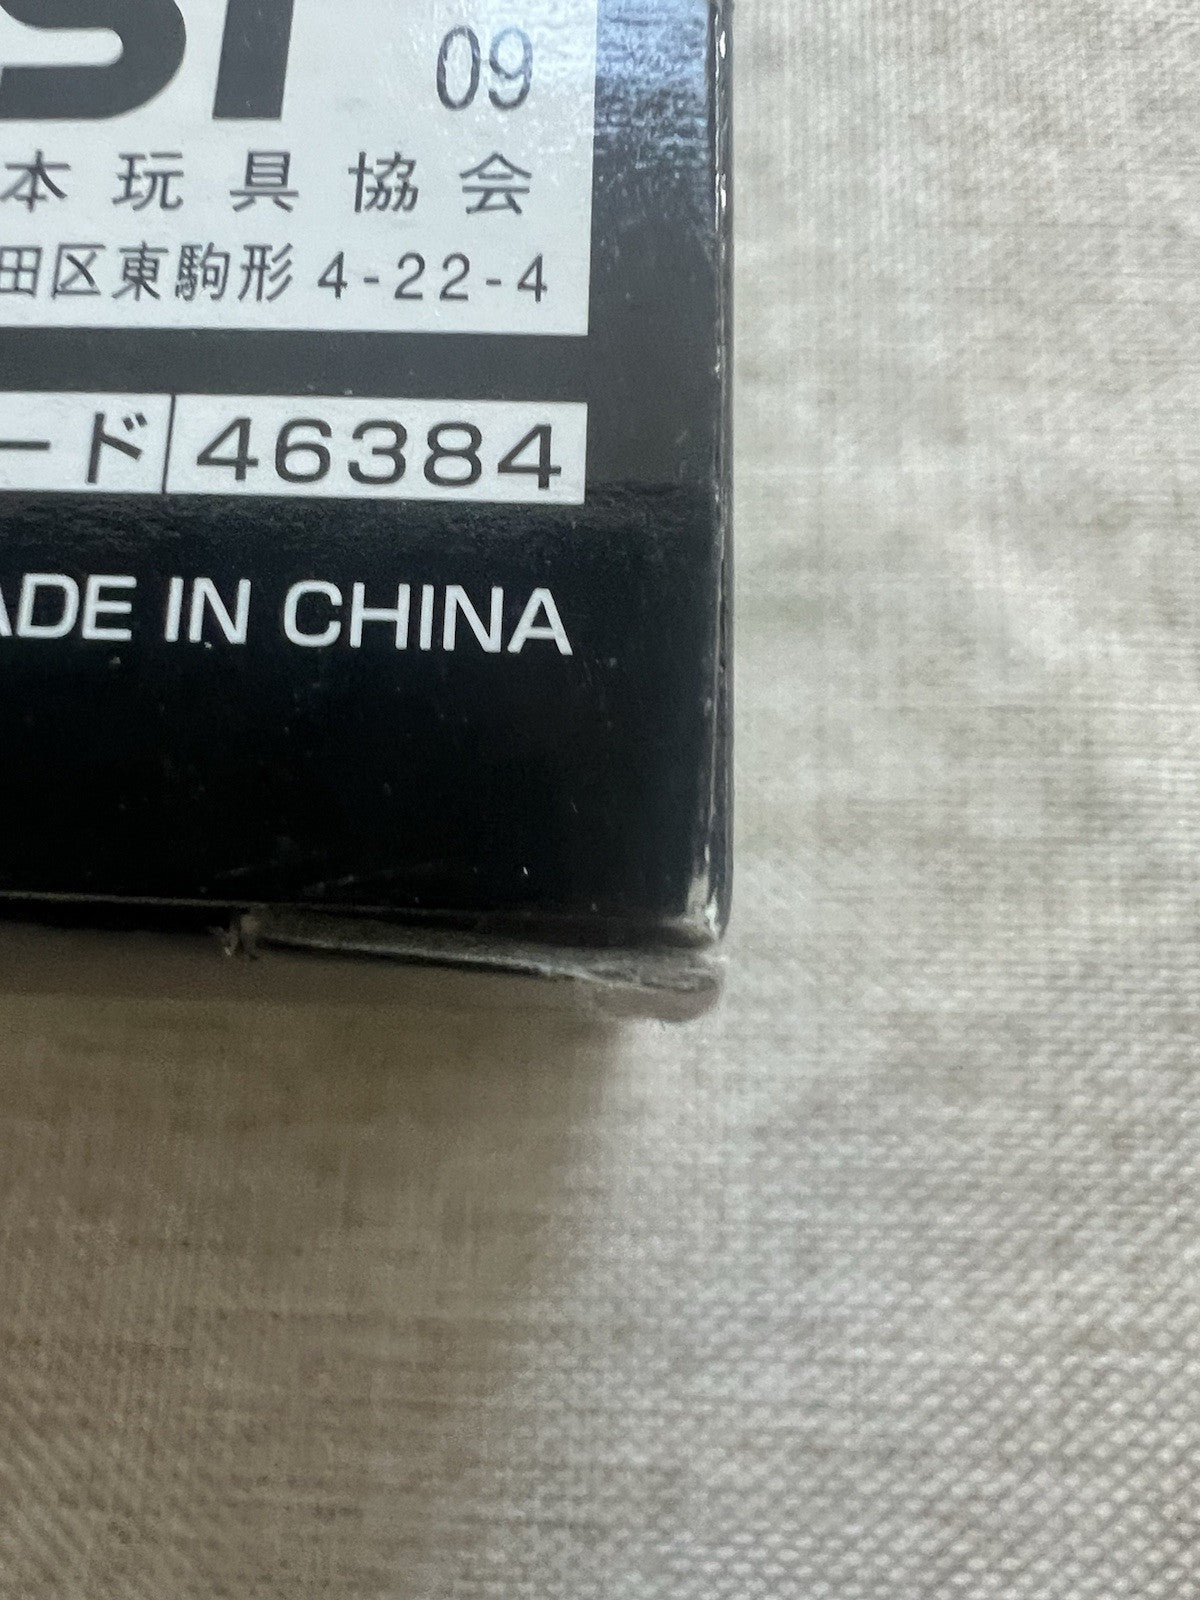 ST 09
本玩具協会
田区東駒形 4-22-4
ード 46384
ADE IN CHINA